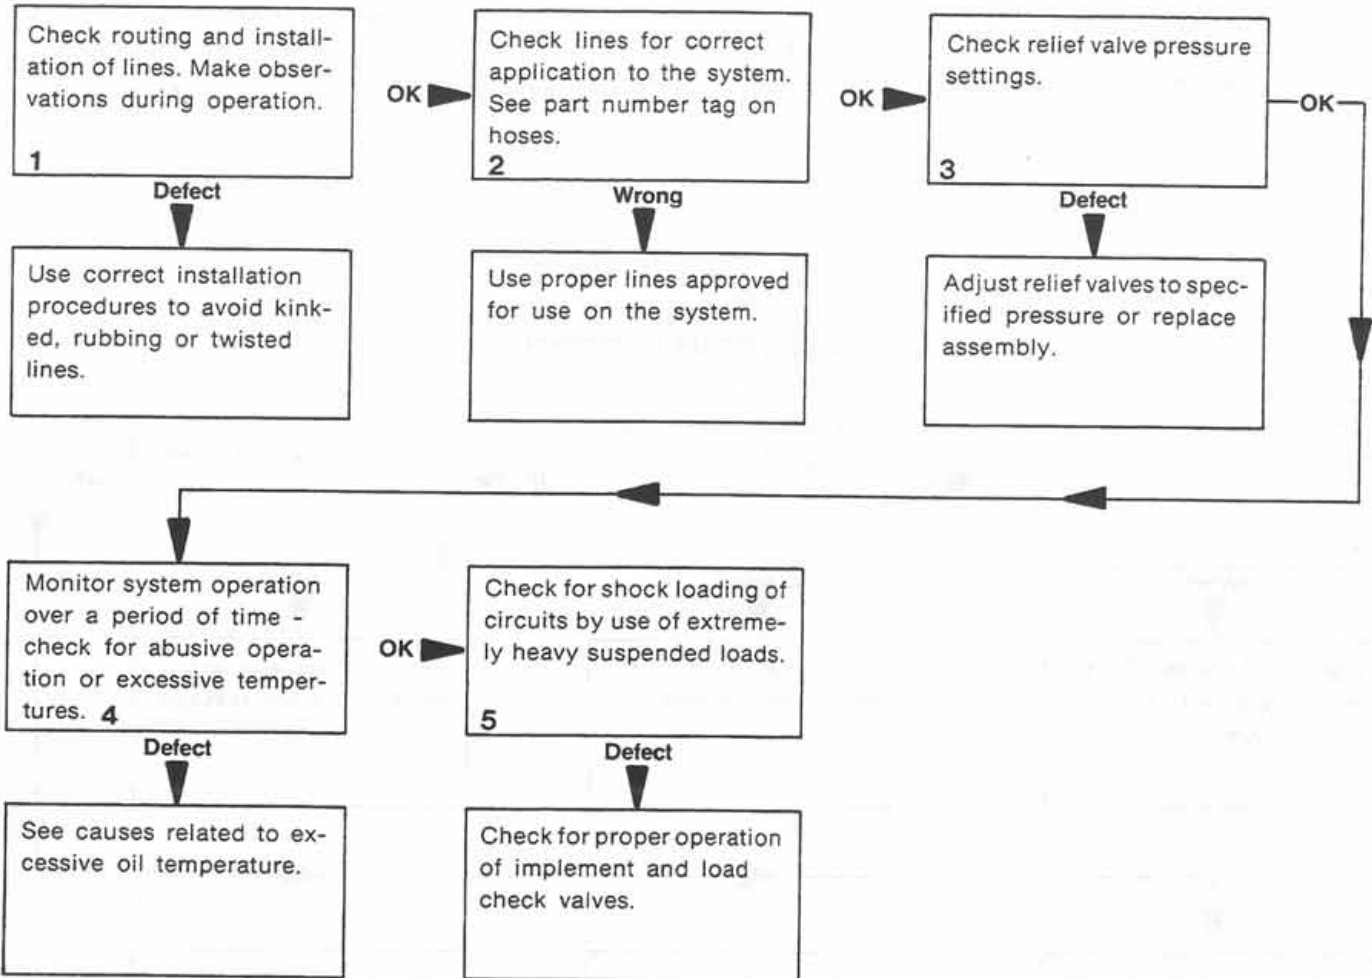 Check routing and install-
ation of lines. Make obser-
vations during operation.
1
OK
Check lines for correct
application to the system.
See part number tag on
hoses.
2
OK
Check relief valve pressure
settings.
3
OK
Defect
Use correct installation
procedures to avoid kink-
ed, rubbing or twisted
lines.
Wrong
Use proper lines approved
for use on the system.
Defect
Adjust relief valves to spec-
ified pressure or replace
assembly.
Monitor system operation
over a period of time -
check for abusive opera-
tion or excessive temper-
tures. 4
OK
Check for shock loading of
circuits by use of extreme-
ly heavy suspended loads.
5
Defect
See causes related to ex-
cessive oil temperature.
Defect
Check for proper operation
of implement and load
check valves.